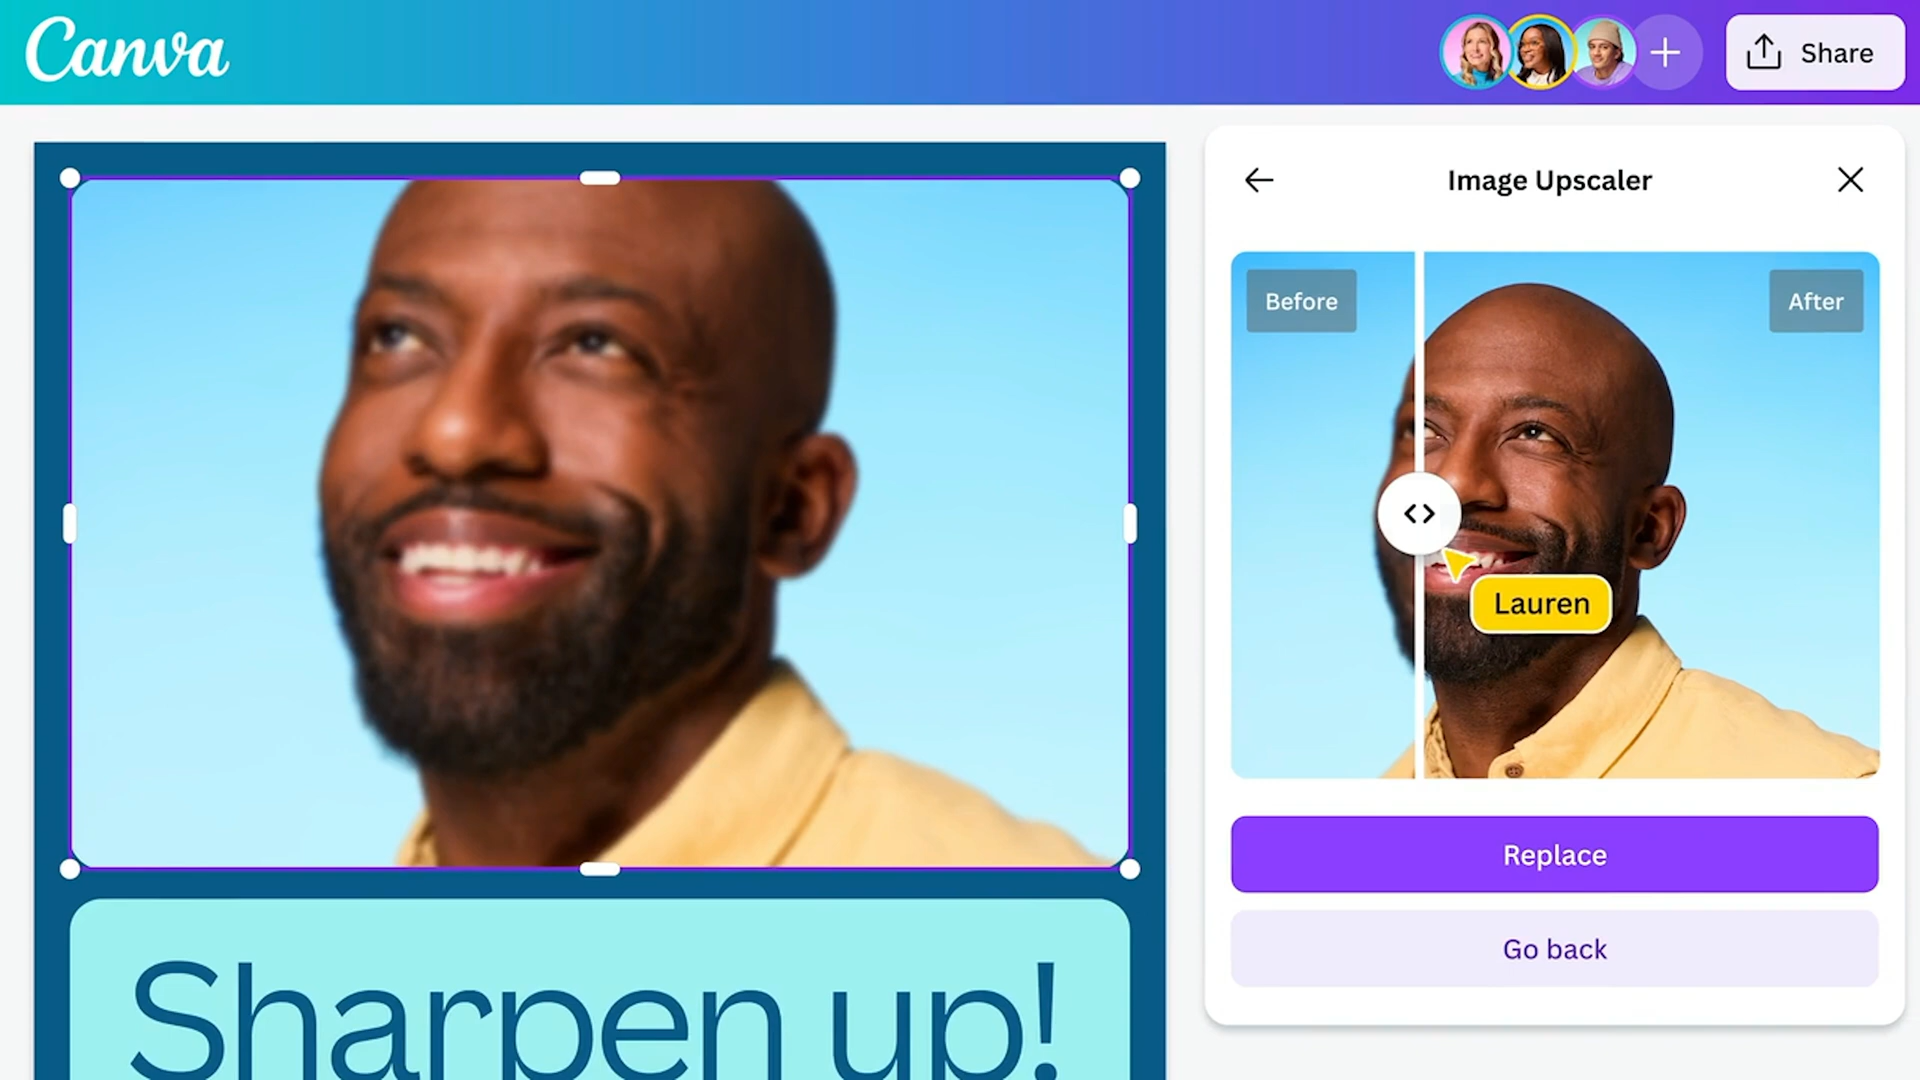 Canva
Share
Image Upscaler
Before
After
Lauren
Replace
Go back
Sharpen up!